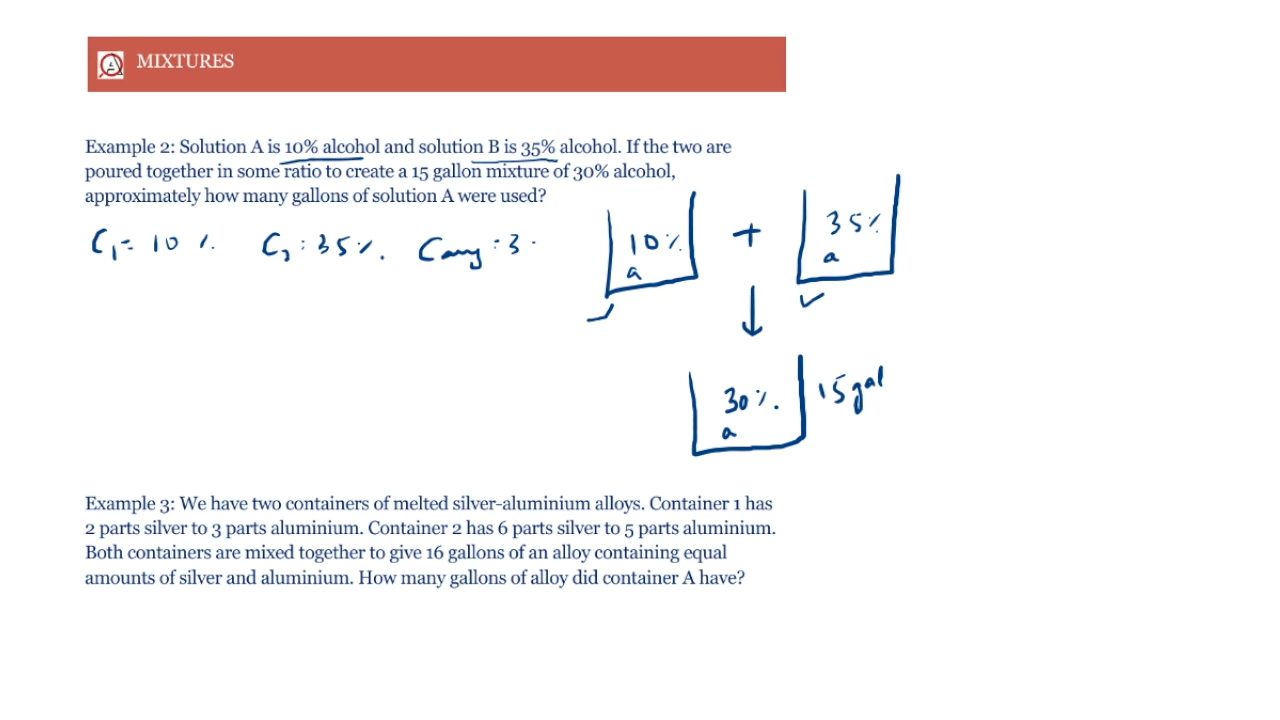 MIXTURES
Example 2: Solution A is 10% alcohol and solution B is 35% alcohol. If the two are
poured together in some ratio to create a 15 gallon mixture of 30% alcohol,
approximately how many gallons of solution A were used?
C₁ = 10 %. C₂ : 35%. Cavg : 3
10%
a
+
35%
a
30%.
a
15 gal
Example 3: We have two containers of melted silver-aluminium alloys. Container 1 has
2 parts silver to 3 parts aluminium. Container 2 has 6 parts silver to 5 parts aluminium.
Both containers are mixed together to give 16 gallons of an alloy containing equal
amounts of silver and aluminium. How many gallons of alloy did container A have?